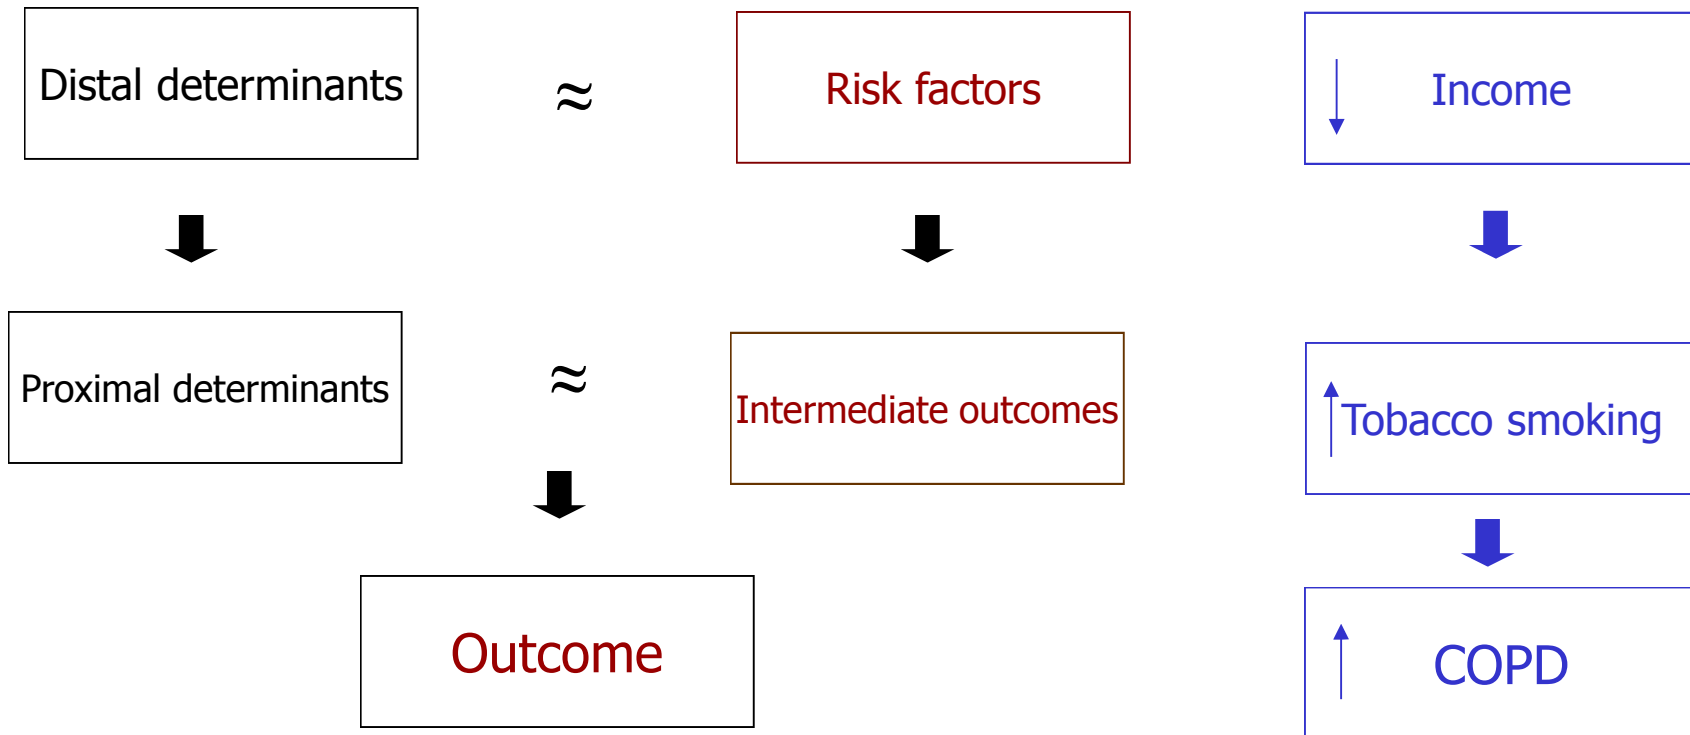 Distal determinants
≈
Risk factors
Income
Proximal determinants
≈
Intermediate outcomes
Tobacco smoking
Outcome
COPD